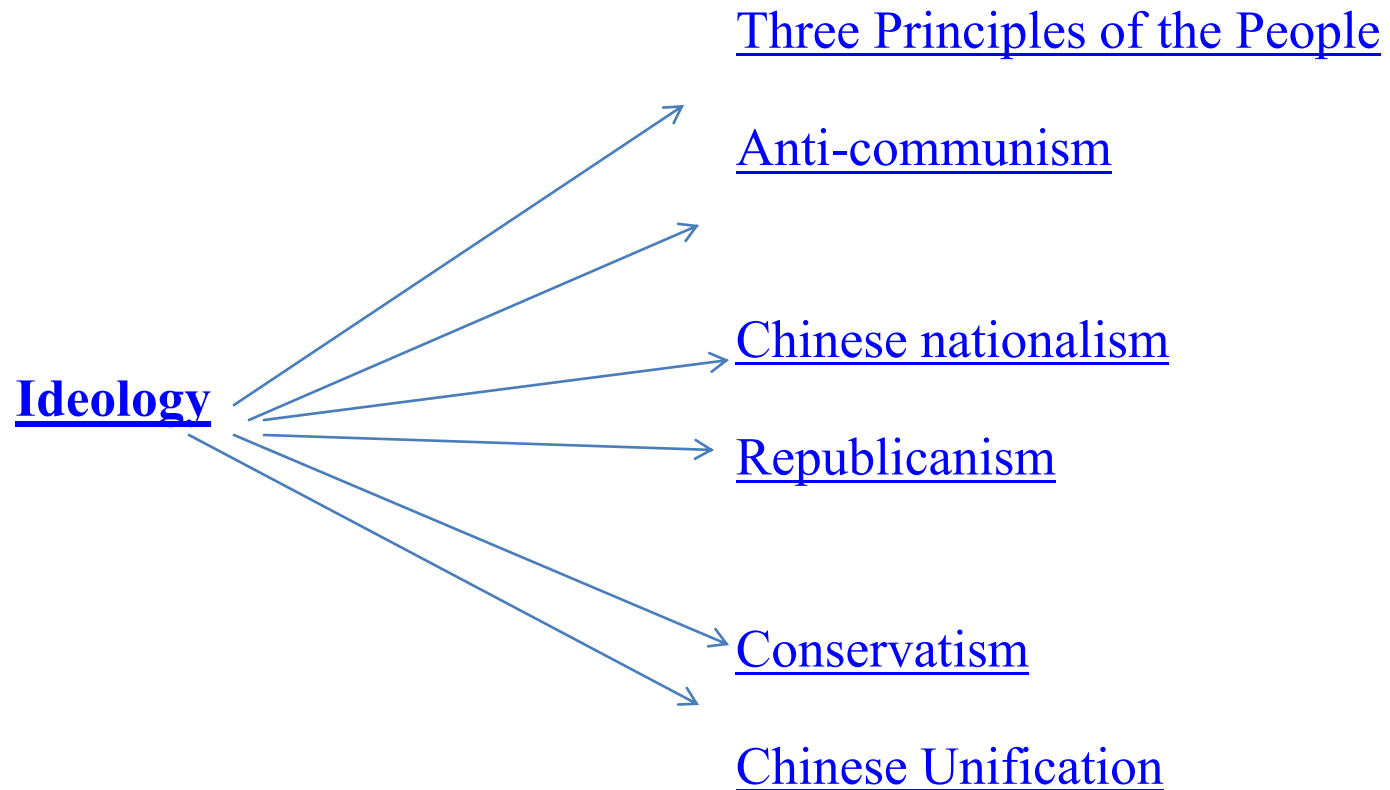 Three Principles of the People
Anti-communism
Chinese nationalism
Ideology
Republicanism
Conservatism
Chinese Unification